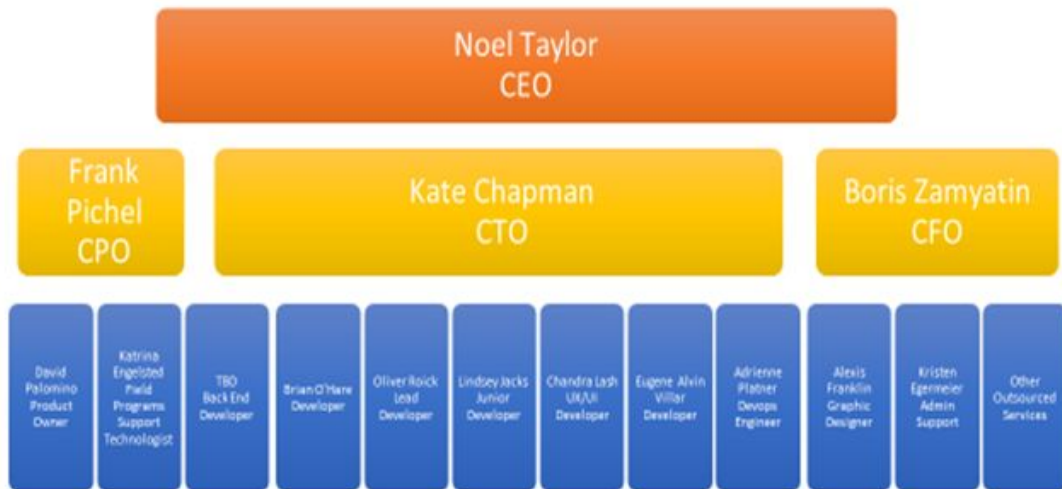 Noel Taylor
CEO
Frank
Pichel
CPO
Kate Chapman
CTO
Boris Zamyatin
CFO
David
Palomino
Product
Owner
Katrina
Engelsted
Field
Programs
Support
Technologist
TBD
Back End
Developer
Brian O'Hare
Developer
Oliver Roick
Lead
Developer
Lindsey Jacks
Junior
Developer
Chandra Lash
UX/UI
Developer
Eugene Alvin
Villar
Developer
Adrienne
Platner
Devops
Engineer
Alexis
Franklin
Graphic
Designer
Kristen
Egermeier
Admin
Support
Other
Outsourced
Services